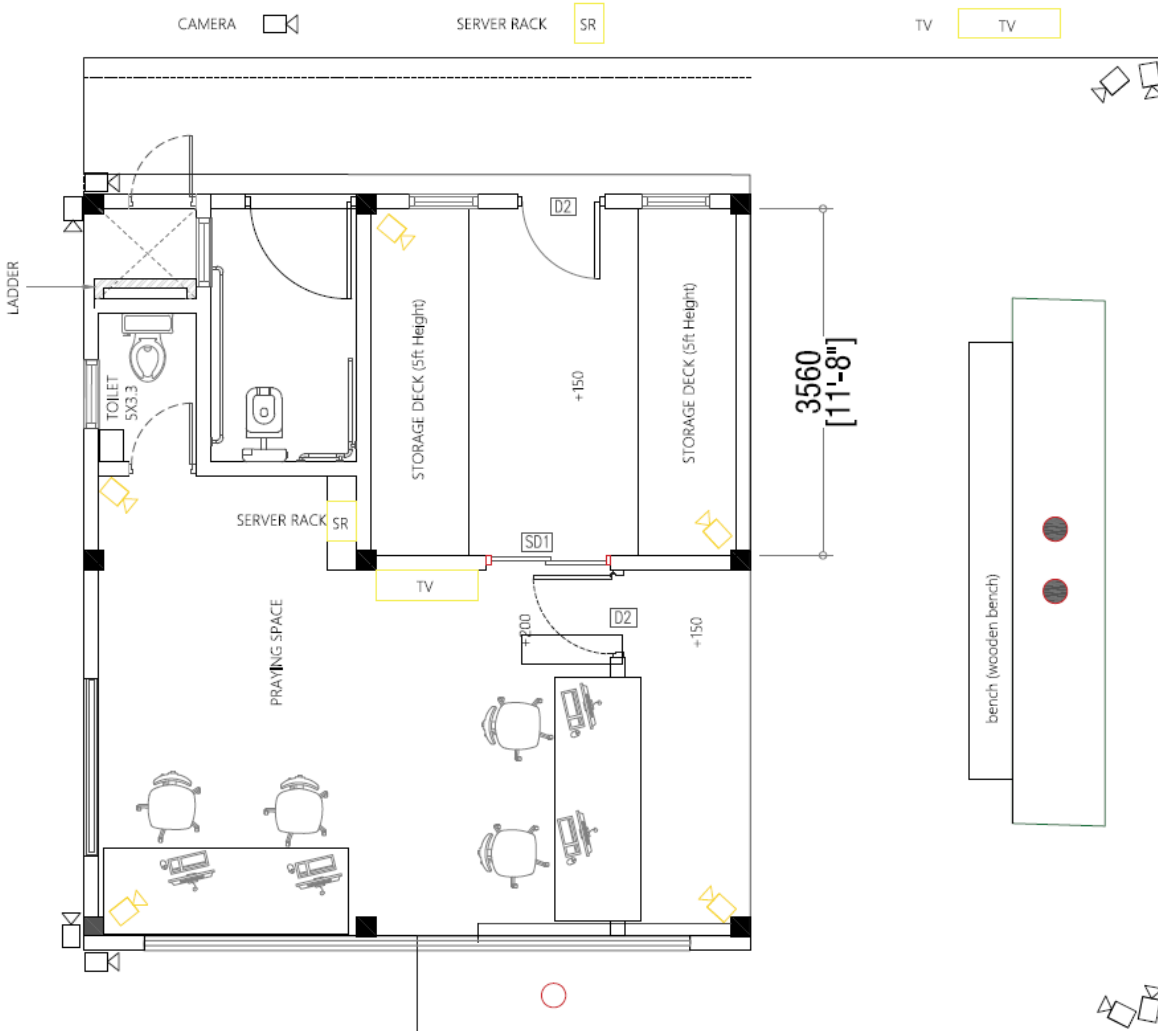 CAMERA
SERVER RACK
SR
TV
TV
LADDER
D2
STORAGE DECK (5ft Height)
STORAGE DECK (5ft Height)
+150
3560
[11'-8"]
TOILET
5X3.3
SERVER RACK
SR
SD1
TV
D2
+200
+150
PRAYING SPACE
bench (wooden bench)